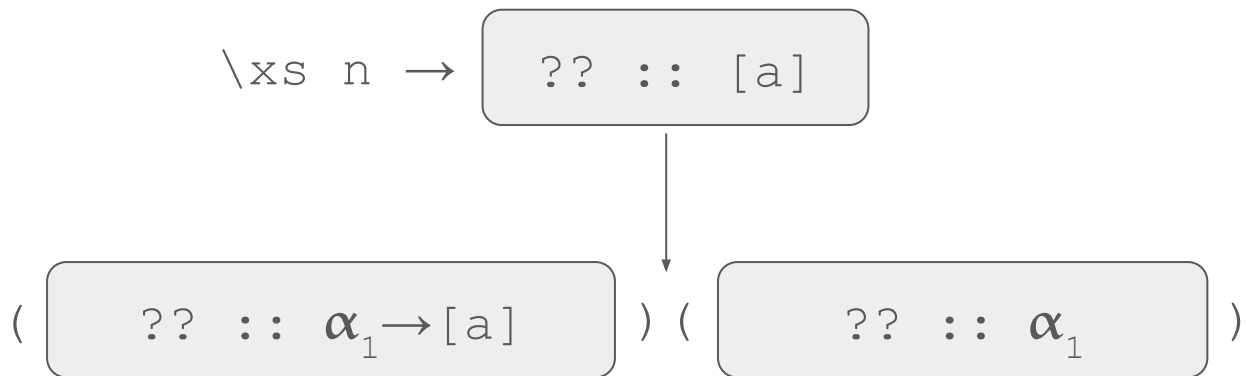 \xs n → ?? :: [a]
( ?? :: α₁→[a] ) ( ?? :: α₁ )